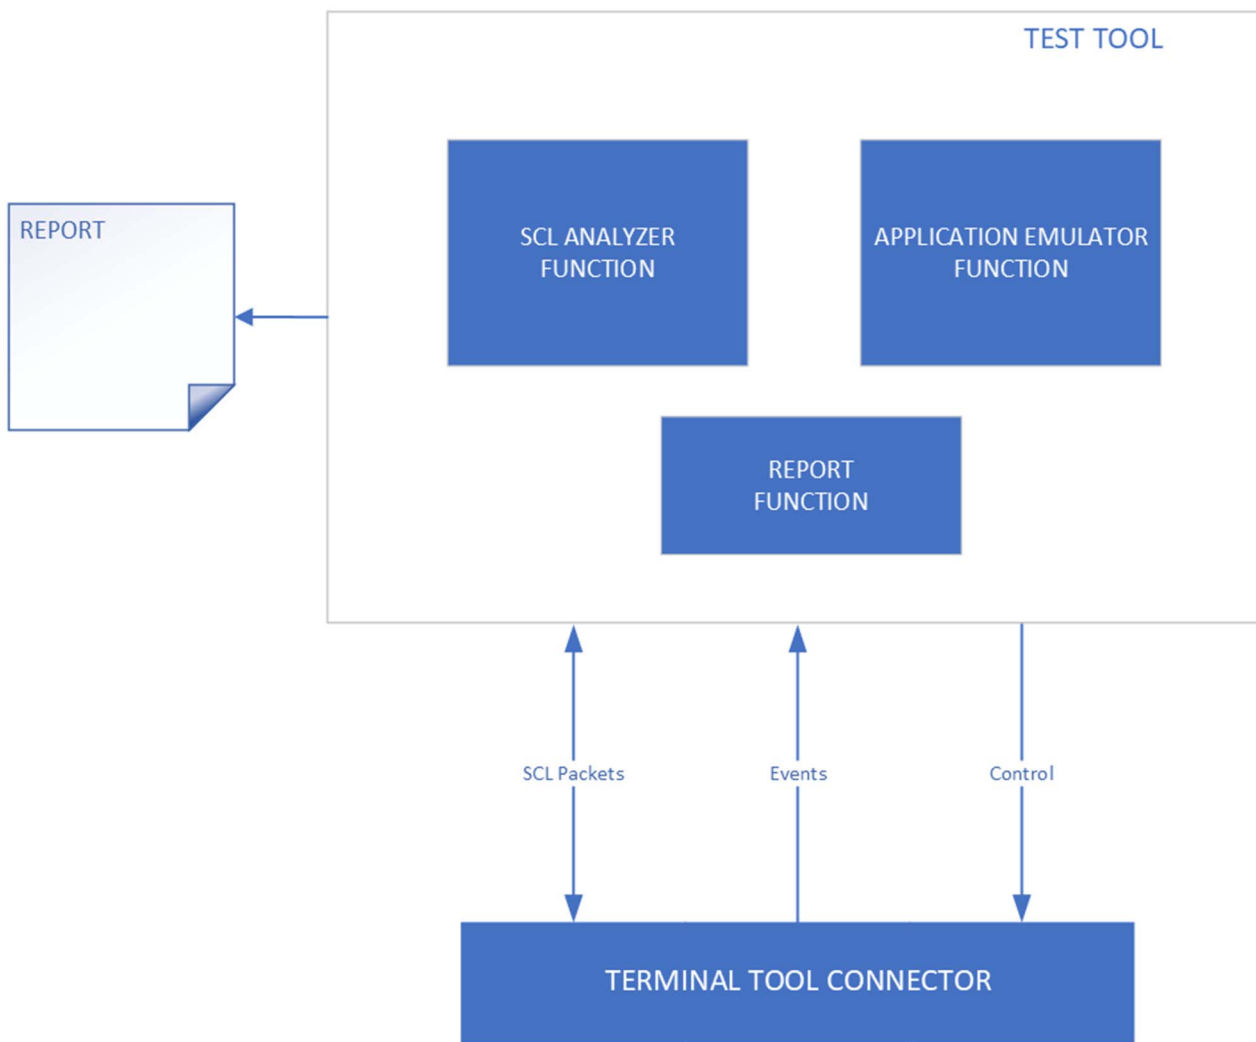 TEST TOOL
SCL ANALYZER
FUNCTION
APPLICATION EMULATOR
FUNCTION
REPORT
REPORT
FUNCTION
SCL Packets
Events
Control
TERMINAL TOOL CONNECTOR